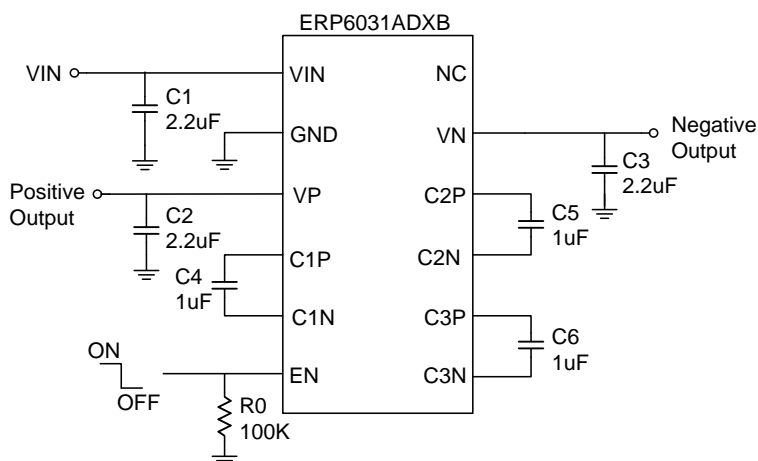 ERP6031ADXB
VIN
VIN
NC
C1
2.2uF
GND
VN
Negative
Output
C3
2.2uF
Positive
Output
VP
C2P
C2
2.2uF
C5
1uF
C1P
C2N
C4
1uF
C1N
C3P
C6
1uF
ON
OFF
EN
C3N
R0
100K